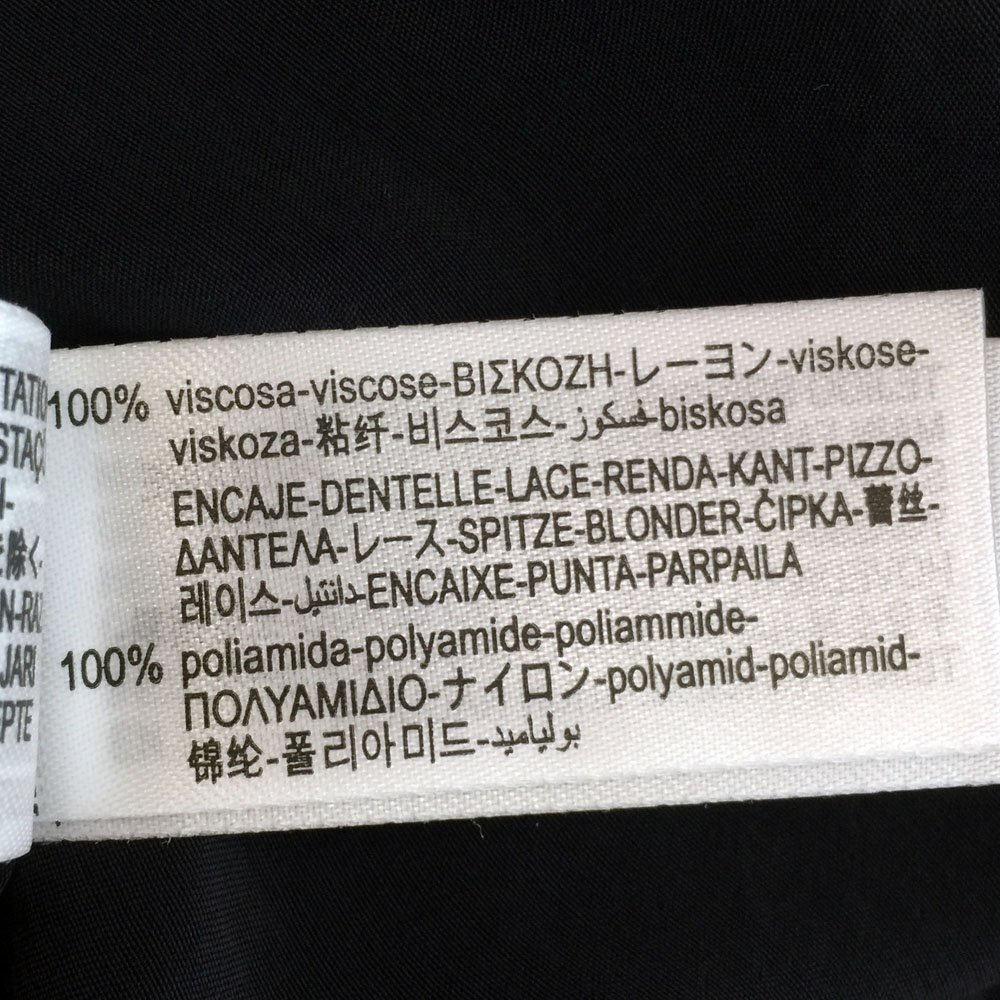 100% viscosa-viscose-ΒΙΣΚΟΖΗ-レーヨン-viskose-
viskoza-粘纤-비스코스-فسكوز-biskosa
ENCAJE-DENTELLE-LACE-RENDA-KANT-PIZZO-
ΔΑΝΤΕΛΑ-レース-SPITZE-BLONDER-ČIPKA-蕾丝-
레이스-دانتيل-ENCAIXE-PUNTA-PARPAILA
100% poliamida-polyamide-poliammide-
ΠΟΛΥΑΜΙΔΙΟ-ナイロン-polyamid-poliamid-
锦纶-폴리아미드-بولياميد